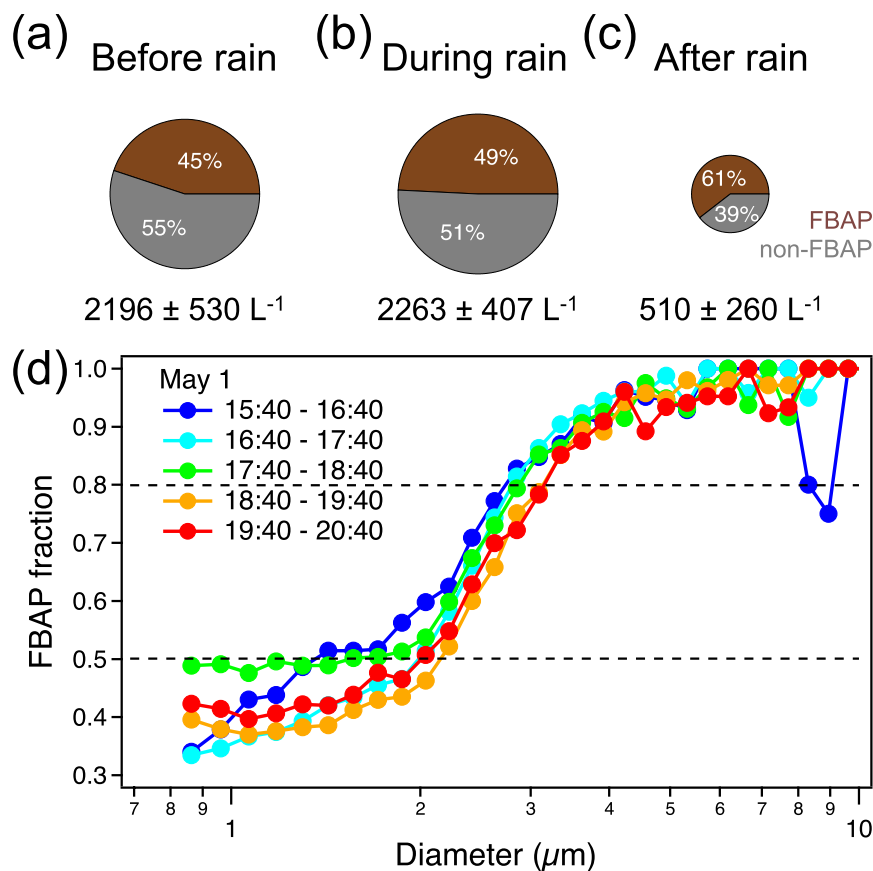 (a)
Before rain
45%
55%
2196 ± 530 L⁻¹
(b)
During rain
49%
51%
2263 ± 407 L⁻¹
(c)
After rain
61%
39%
FBAP
non-FBAP
510 ± 260 L⁻¹
(d)
May 1
15:40 - 16:40
16:40 - 17:40
17:40 - 18:40
18:40 - 19:40
19:40 - 20:40
FBAP fraction
1.0
0.9
0.8
0.7
0.6
0.5
0.4
0.3
7 8 9 2 3 4 5 6 7 8 9
1 10
Diameter (µm)